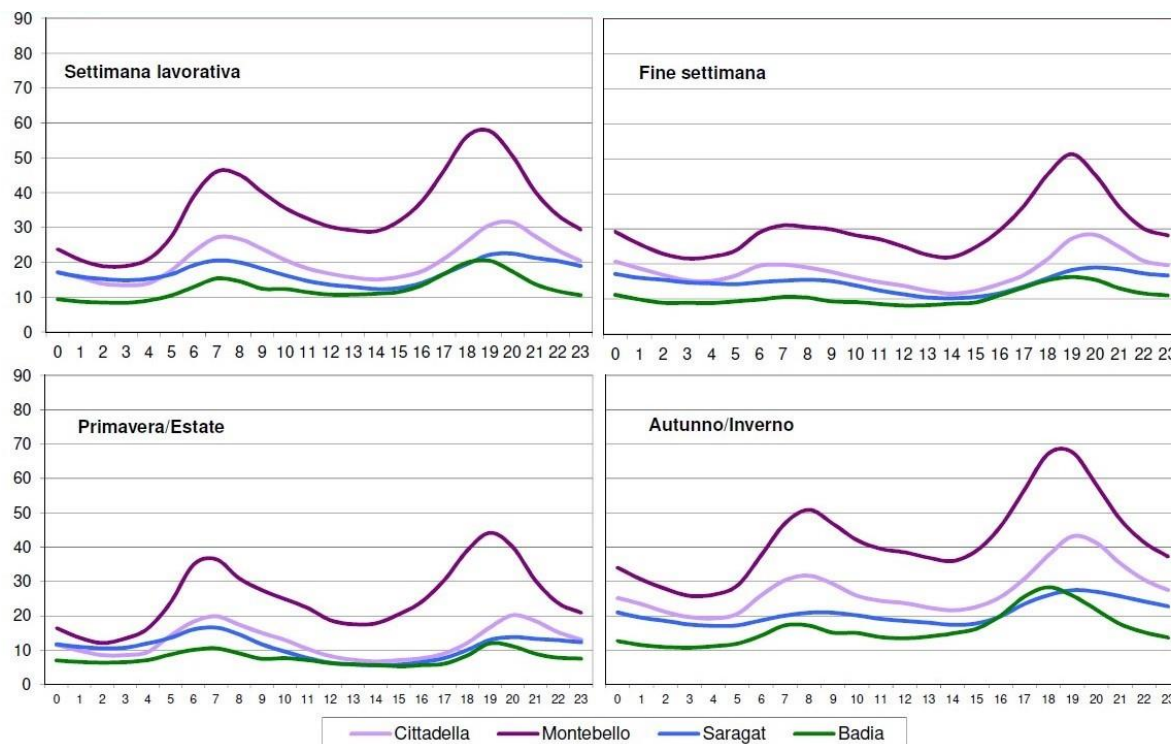 90
80
70
60
50
40
30
20
10
0
Settimana lavorativa
0 1 2 3 4 5 6 7 8 9 10 11 12 13 14 15 16 17 18 19 20 21 22 23
Fine settimana
0 1 2 3 4 5 6 7 8 9 10 11 12 13 14 15 16 17 18 19 20 21 22 23
90
80
70
60
50
40
30
20
10
0
Primavera/Estate
0 1 2 3 4 5 6 7 8 9 10 11 12 13 14 15 16 17 18 19 20 21 22 23
Autunno/Inverno
0 1 2 3 4 5 6 7 8 9 10 11 12 13 14 15 16 17 18 19 20 21 22 23
Cittadella Montebello Saragat Badia